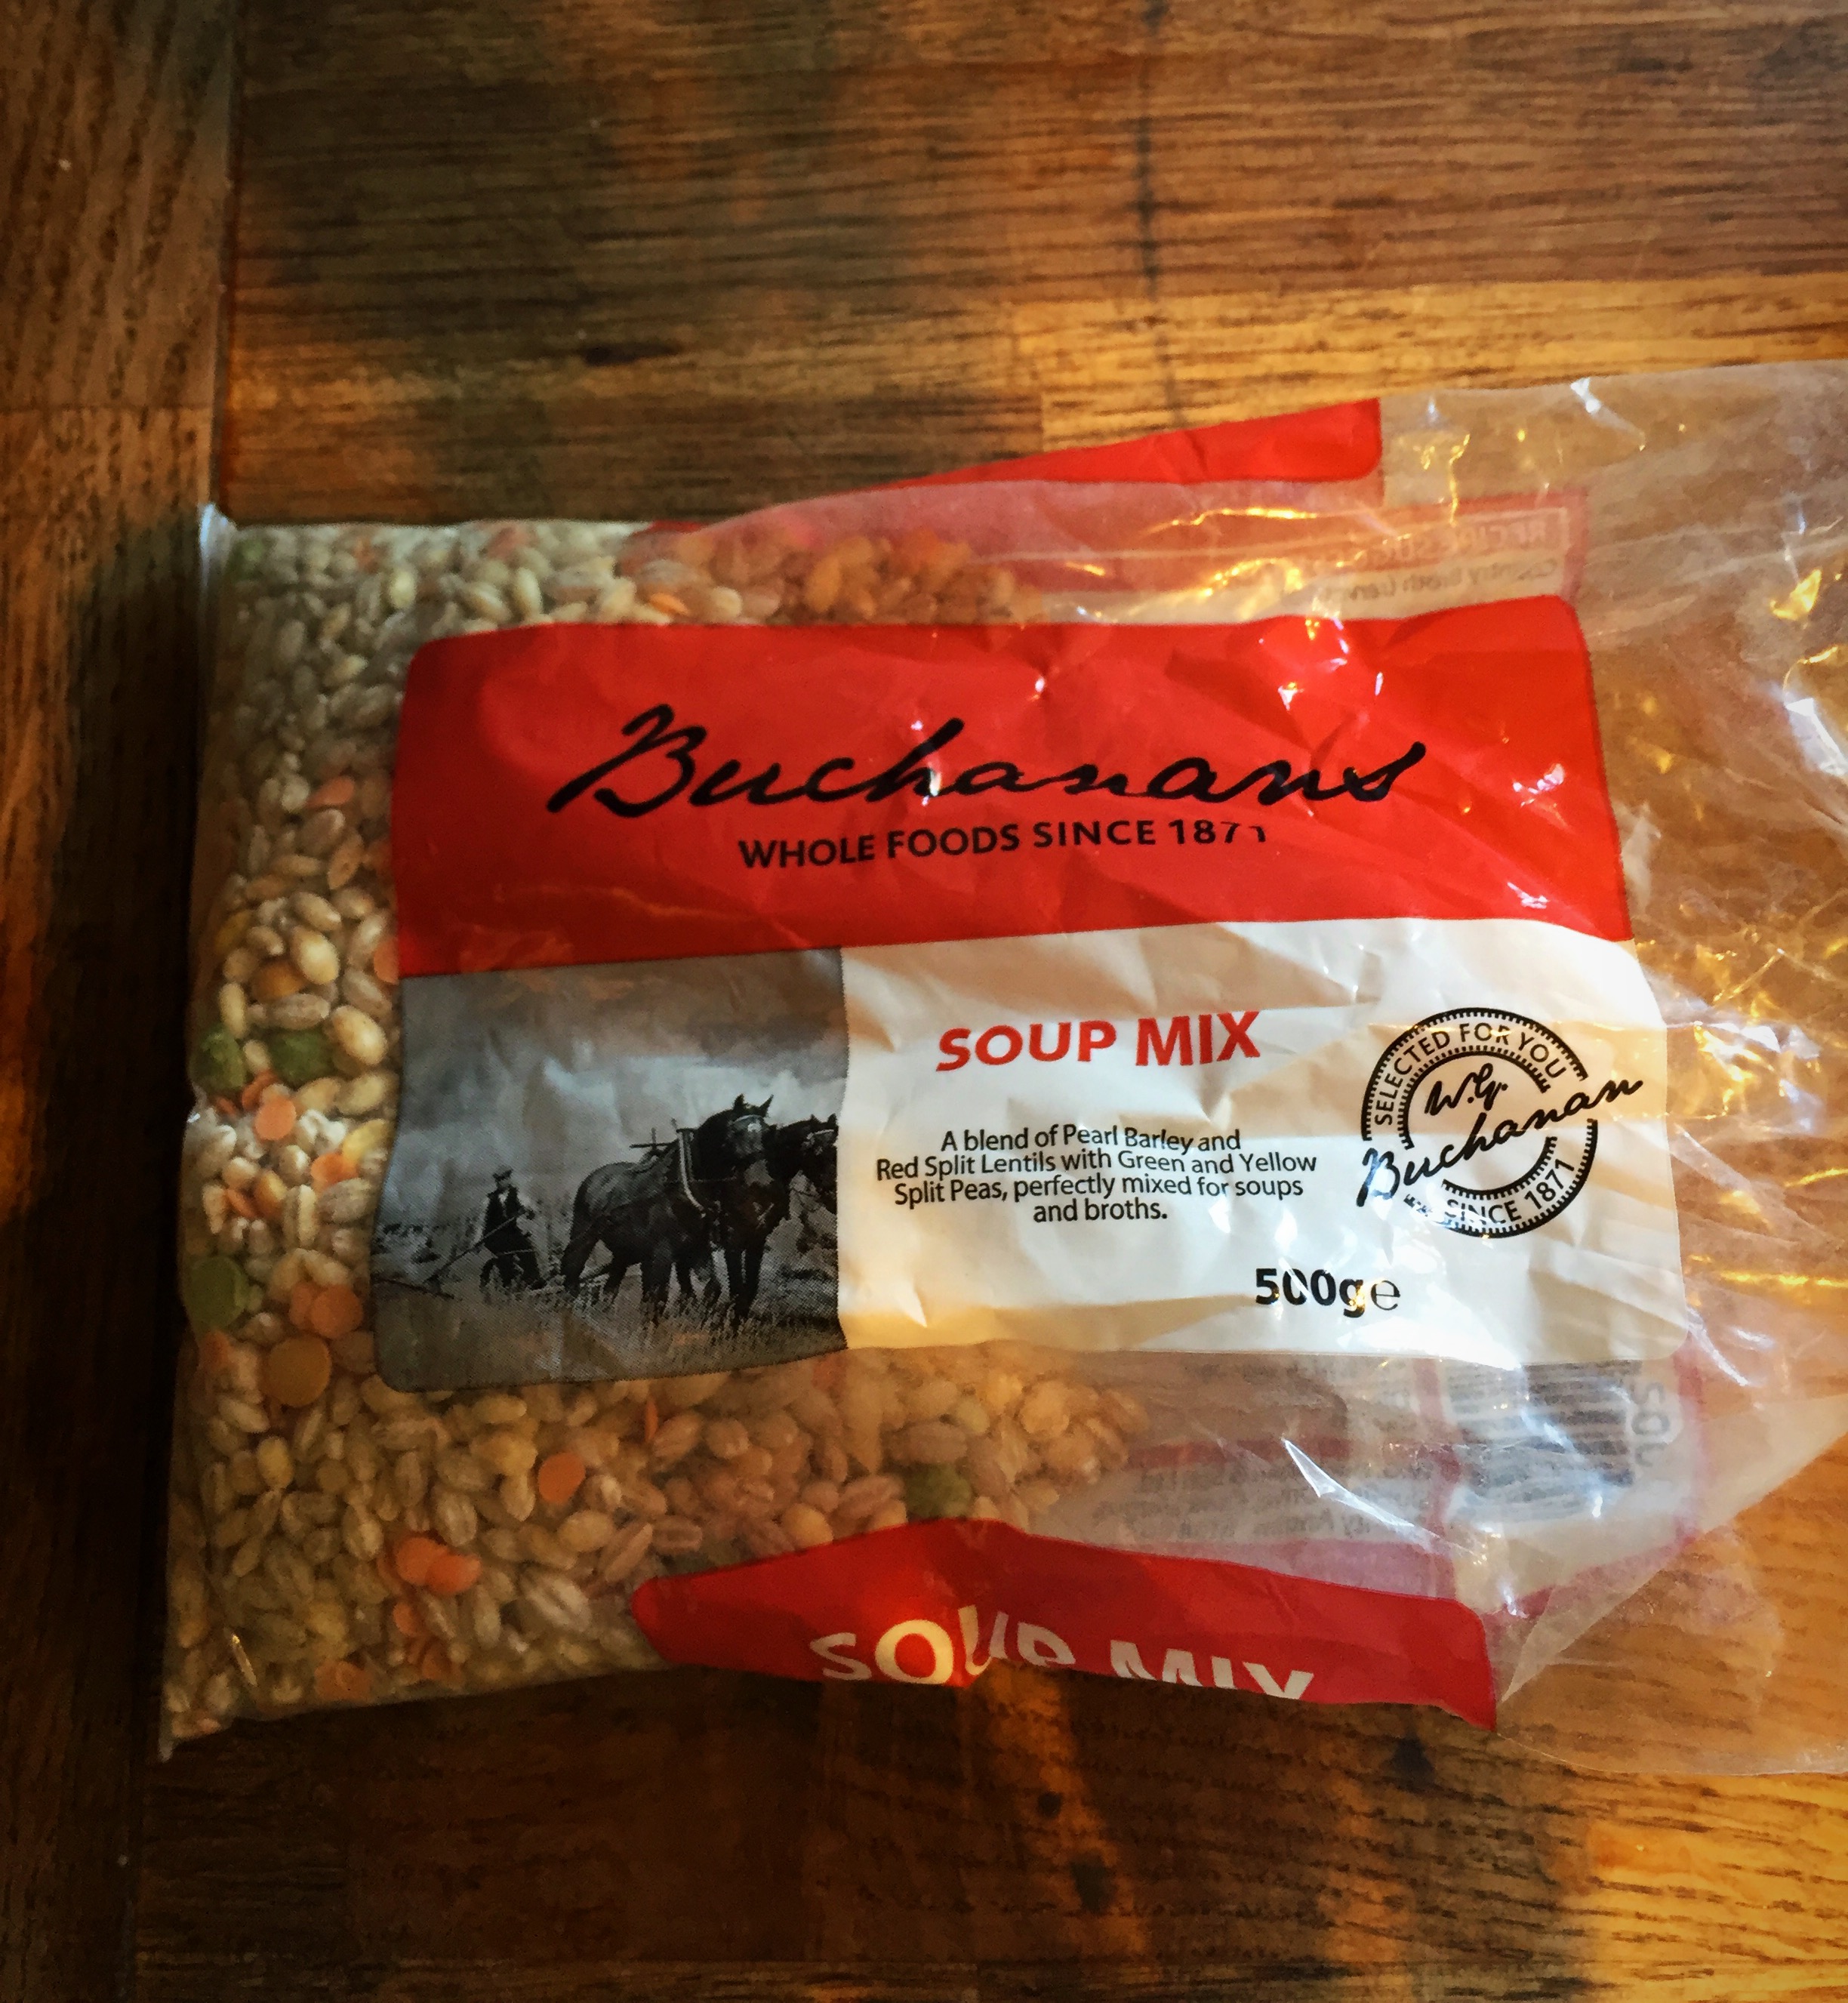 Buchanans
WHOLE FOODS SINCE 1871
SOUP MIX
A blend of Pearl Barley and
Red Split Lentils with Green and Yellow
Split Peas, perfectly mixed for soups
and broths.
500g℮
SELECTED FOR YOU
W.G.
Buchanan
SINCE 1871
SOUP MIX